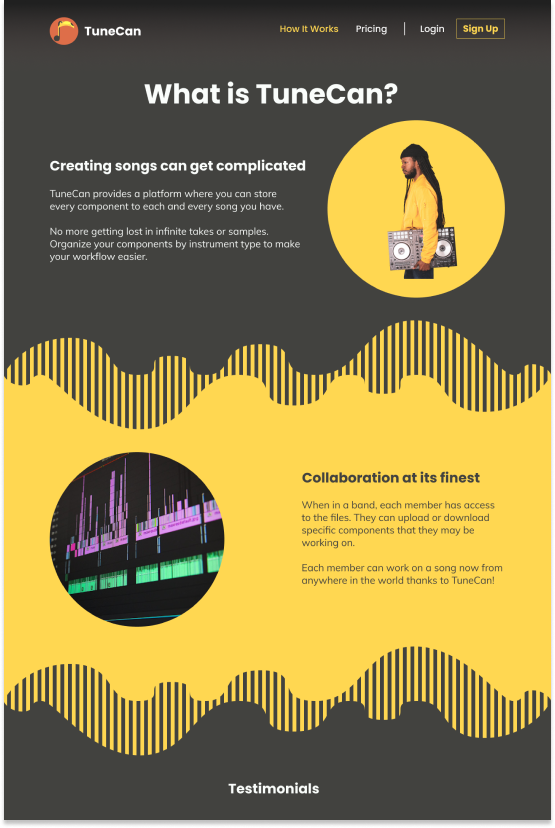 TuneCan
How It Works
Pricing
Login
Sign Up
What is TuneCan?
Creating songs can get complicated
TuneCan provides a platform where you can store
every component to each and every song you have.
No more getting lost in infinite takes or samples.
Organize your components by instrument type to make
your workflow easier.
Collaboration at its finest
When in a band, each member has access
to the files. They can upload or download
specific components that they may be
working on.
Each member can work on a song now from
anywhere in the world thanks to TuneCan!
Testimonials